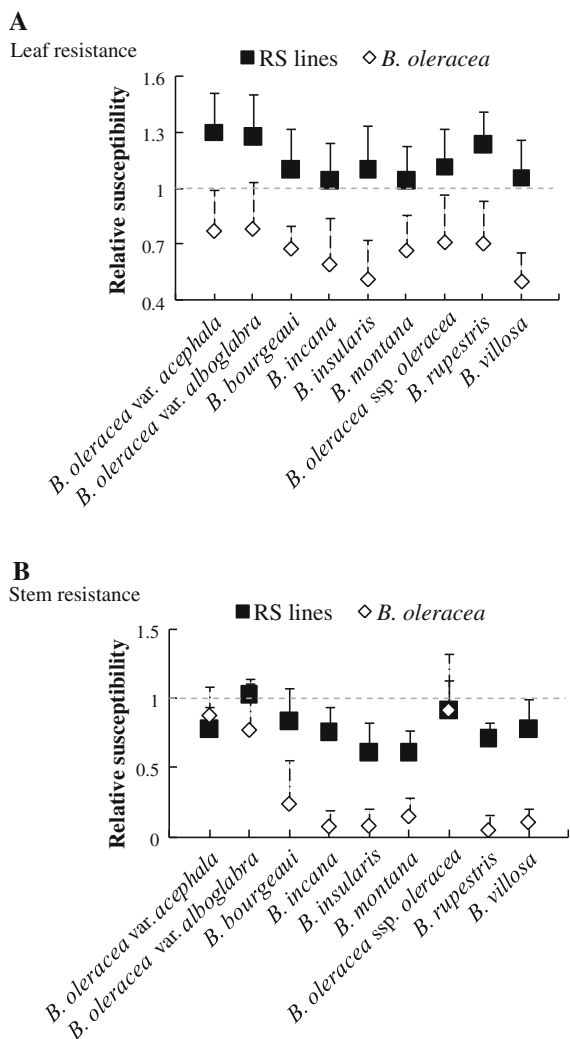 A
Leaf resistance
■ RS lines ◇ B. oleracea
Relative susceptibility
1.6
1.3
1
0.7
0.4
B. oleracea var. acephala
B. oleracea var. alboglabra
B. bourgeaui
B. incana
B. insularis
B. montana
B. oleracea ssp. oleracea
B. rupestris
B. villosa
B
Stem resistance
■ RS lines ◇ B. oleracea
Relative susceptibility
1.5
1
0.5
0
B. oleracea var. acephala
B. oleracea var. alboglabra
B. bourgeaui
B. incana
B. insularis
B. montana
B. oleracea ssp. oleracea
B. rupestris
B. villosa